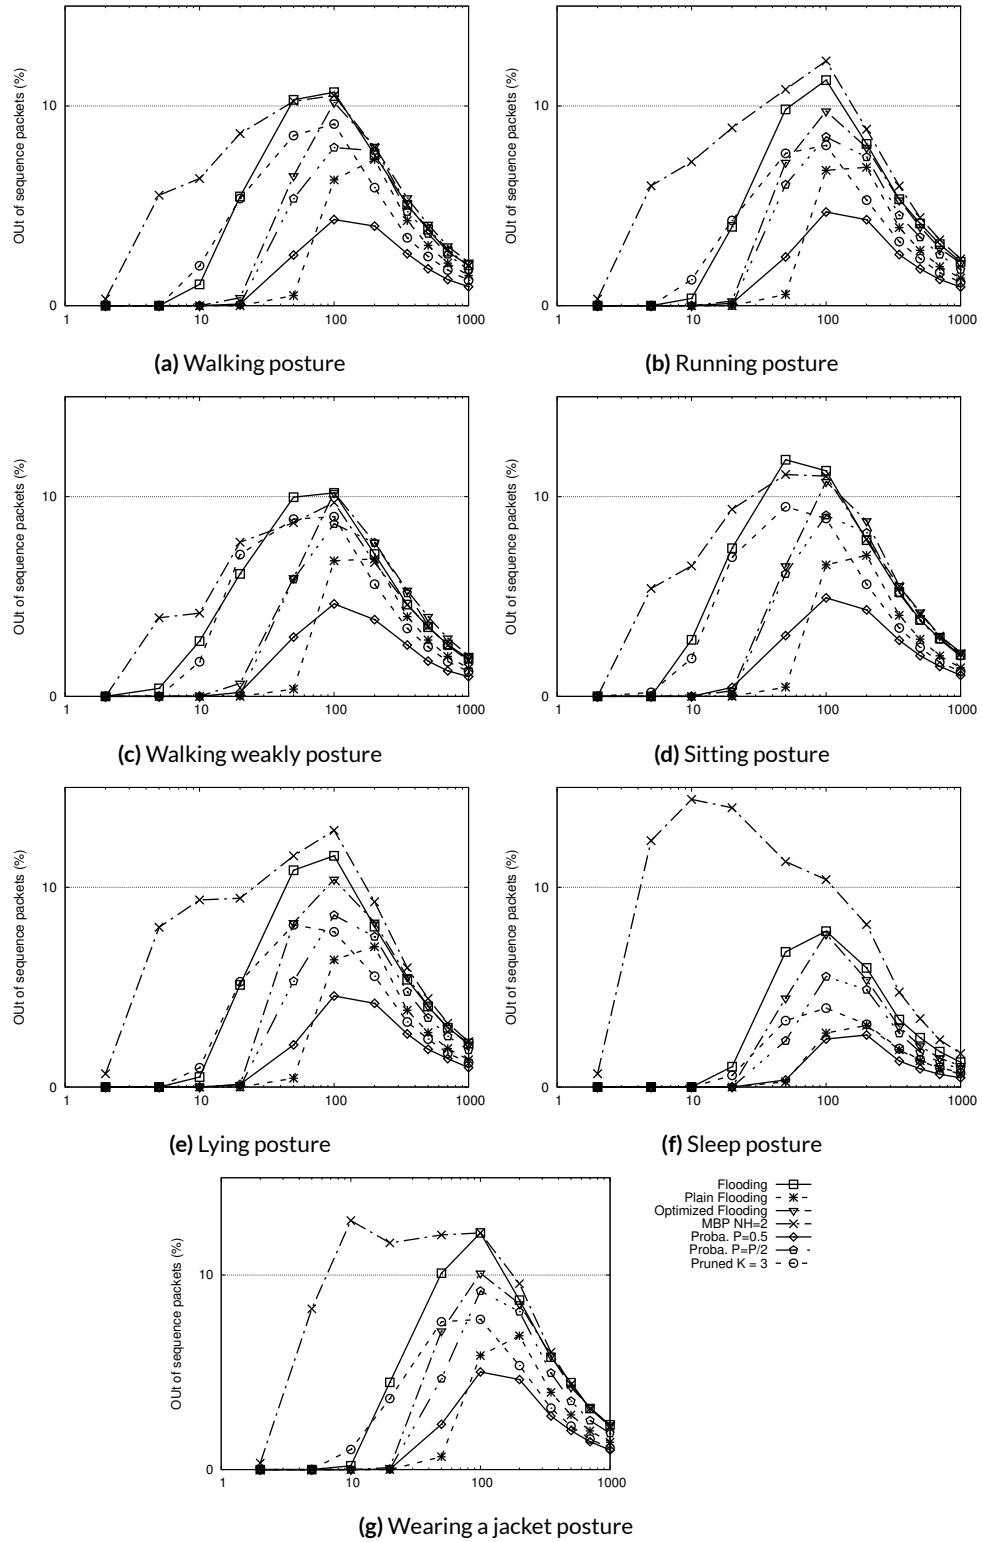 OUt of sequence packets (%)
10
0
1 10 100 1000
(a) Walking posture
OUt of sequence packets (%)
10
0
1 10 100 1000
(b) Running posture
OUt of sequence packets (%)
10
0
1 10 100 1000
(c) Walking weakly posture
OUt of sequence packets (%)
10
0
1 10 100 1000
(d) Sitting posture
OUt of sequence packets (%)
10
0
1 10 100 1000
(e) Lying posture
OUt of sequence packets (%)
10
0
1 10 100 1000
(f) Sleep posture
OUt of sequence packets (%)
10
0
1 10 100 1000
(g) Wearing a jacket posture
Flooding
Plain Flooding
Optimized Flooding
MBP NH=2
Proba. P=0.5
Proba. P=P/2
Pruned K = 3